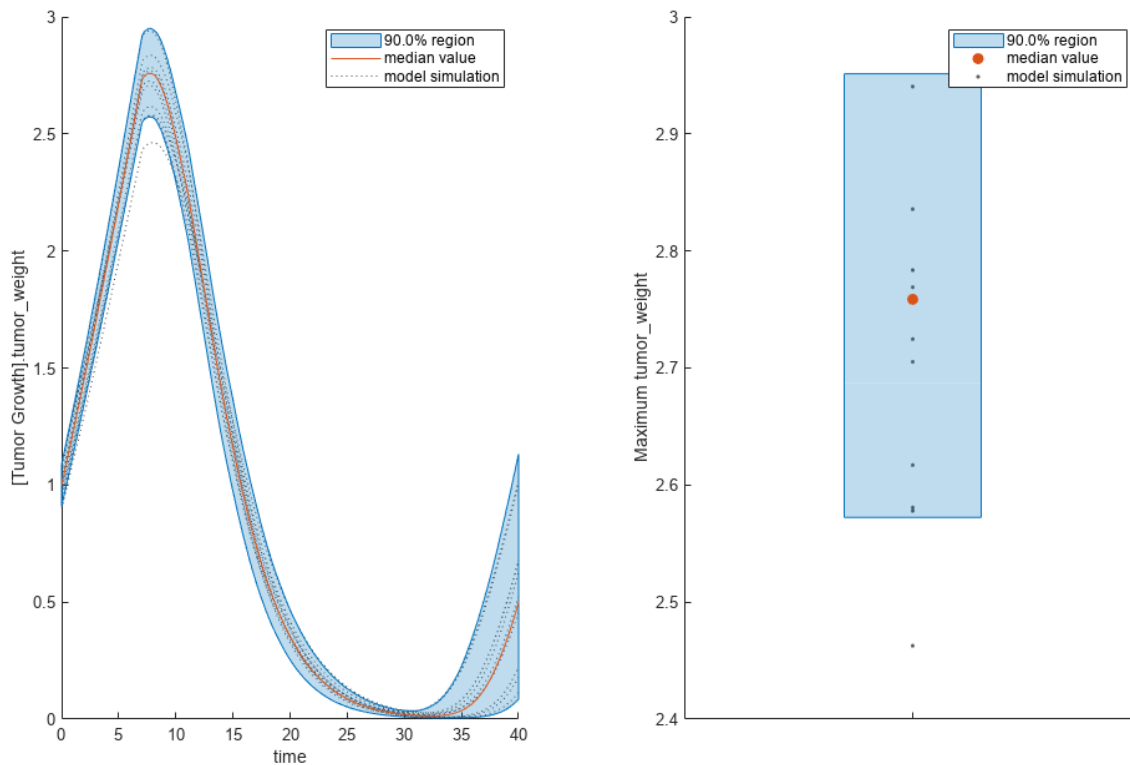 3
2.5
2
1.5
1
0.5
0
[Tumor Growth].tumor_weight
90.0% region
median value
model simulation
0
5
10
15
20
25
30
35
40
time
3
2.9
2.8
2.7
2.6
2.5
2.4
Maximum tumor_weight
90.0% region
median value
model simulation